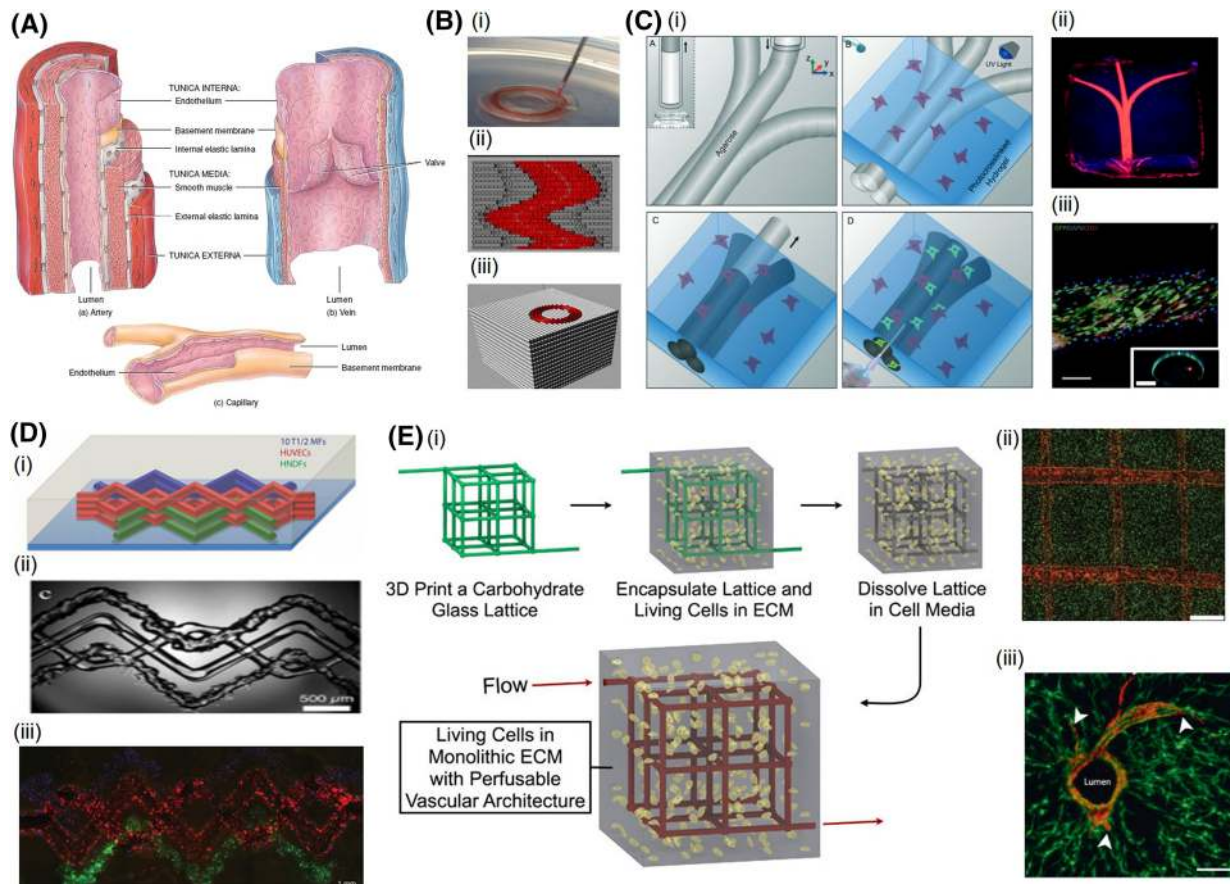 (A)
TUNICA INTERNA:
Endothelium
Basement membrane
Internal elastic lamina
Valve
TUNICA MEDIA:
Smooth muscle
External elastic lamina
TUNICA EXTERNA
Lumen
(a) Artery
Lumen
(b) Vein
Lumen
Endothelium
Basement membrane
(c) Capillary
(B)
(i)
(ii)
(iii)
(C)
(i)
A
Agarose
z
y
x
B
UV Light
Photocrosslinked
Hydrogel
C
D
(ii)
(iii)
(D)
(i)
10T1/2 MFs
HUVECs
HNDFs
(ii)
c
500 µm
(iii)
(E)
(i)
3D Print a Carbohydrate
Glass Lattice
Encapsulate Lattice and
Living Cells in ECM
Dissolve Lattice
in Cell Media
Flow
Living Cells in
Monolithic ECM
with Perfusable
Vascular Architecture
(ii)
(iii)
Lumen